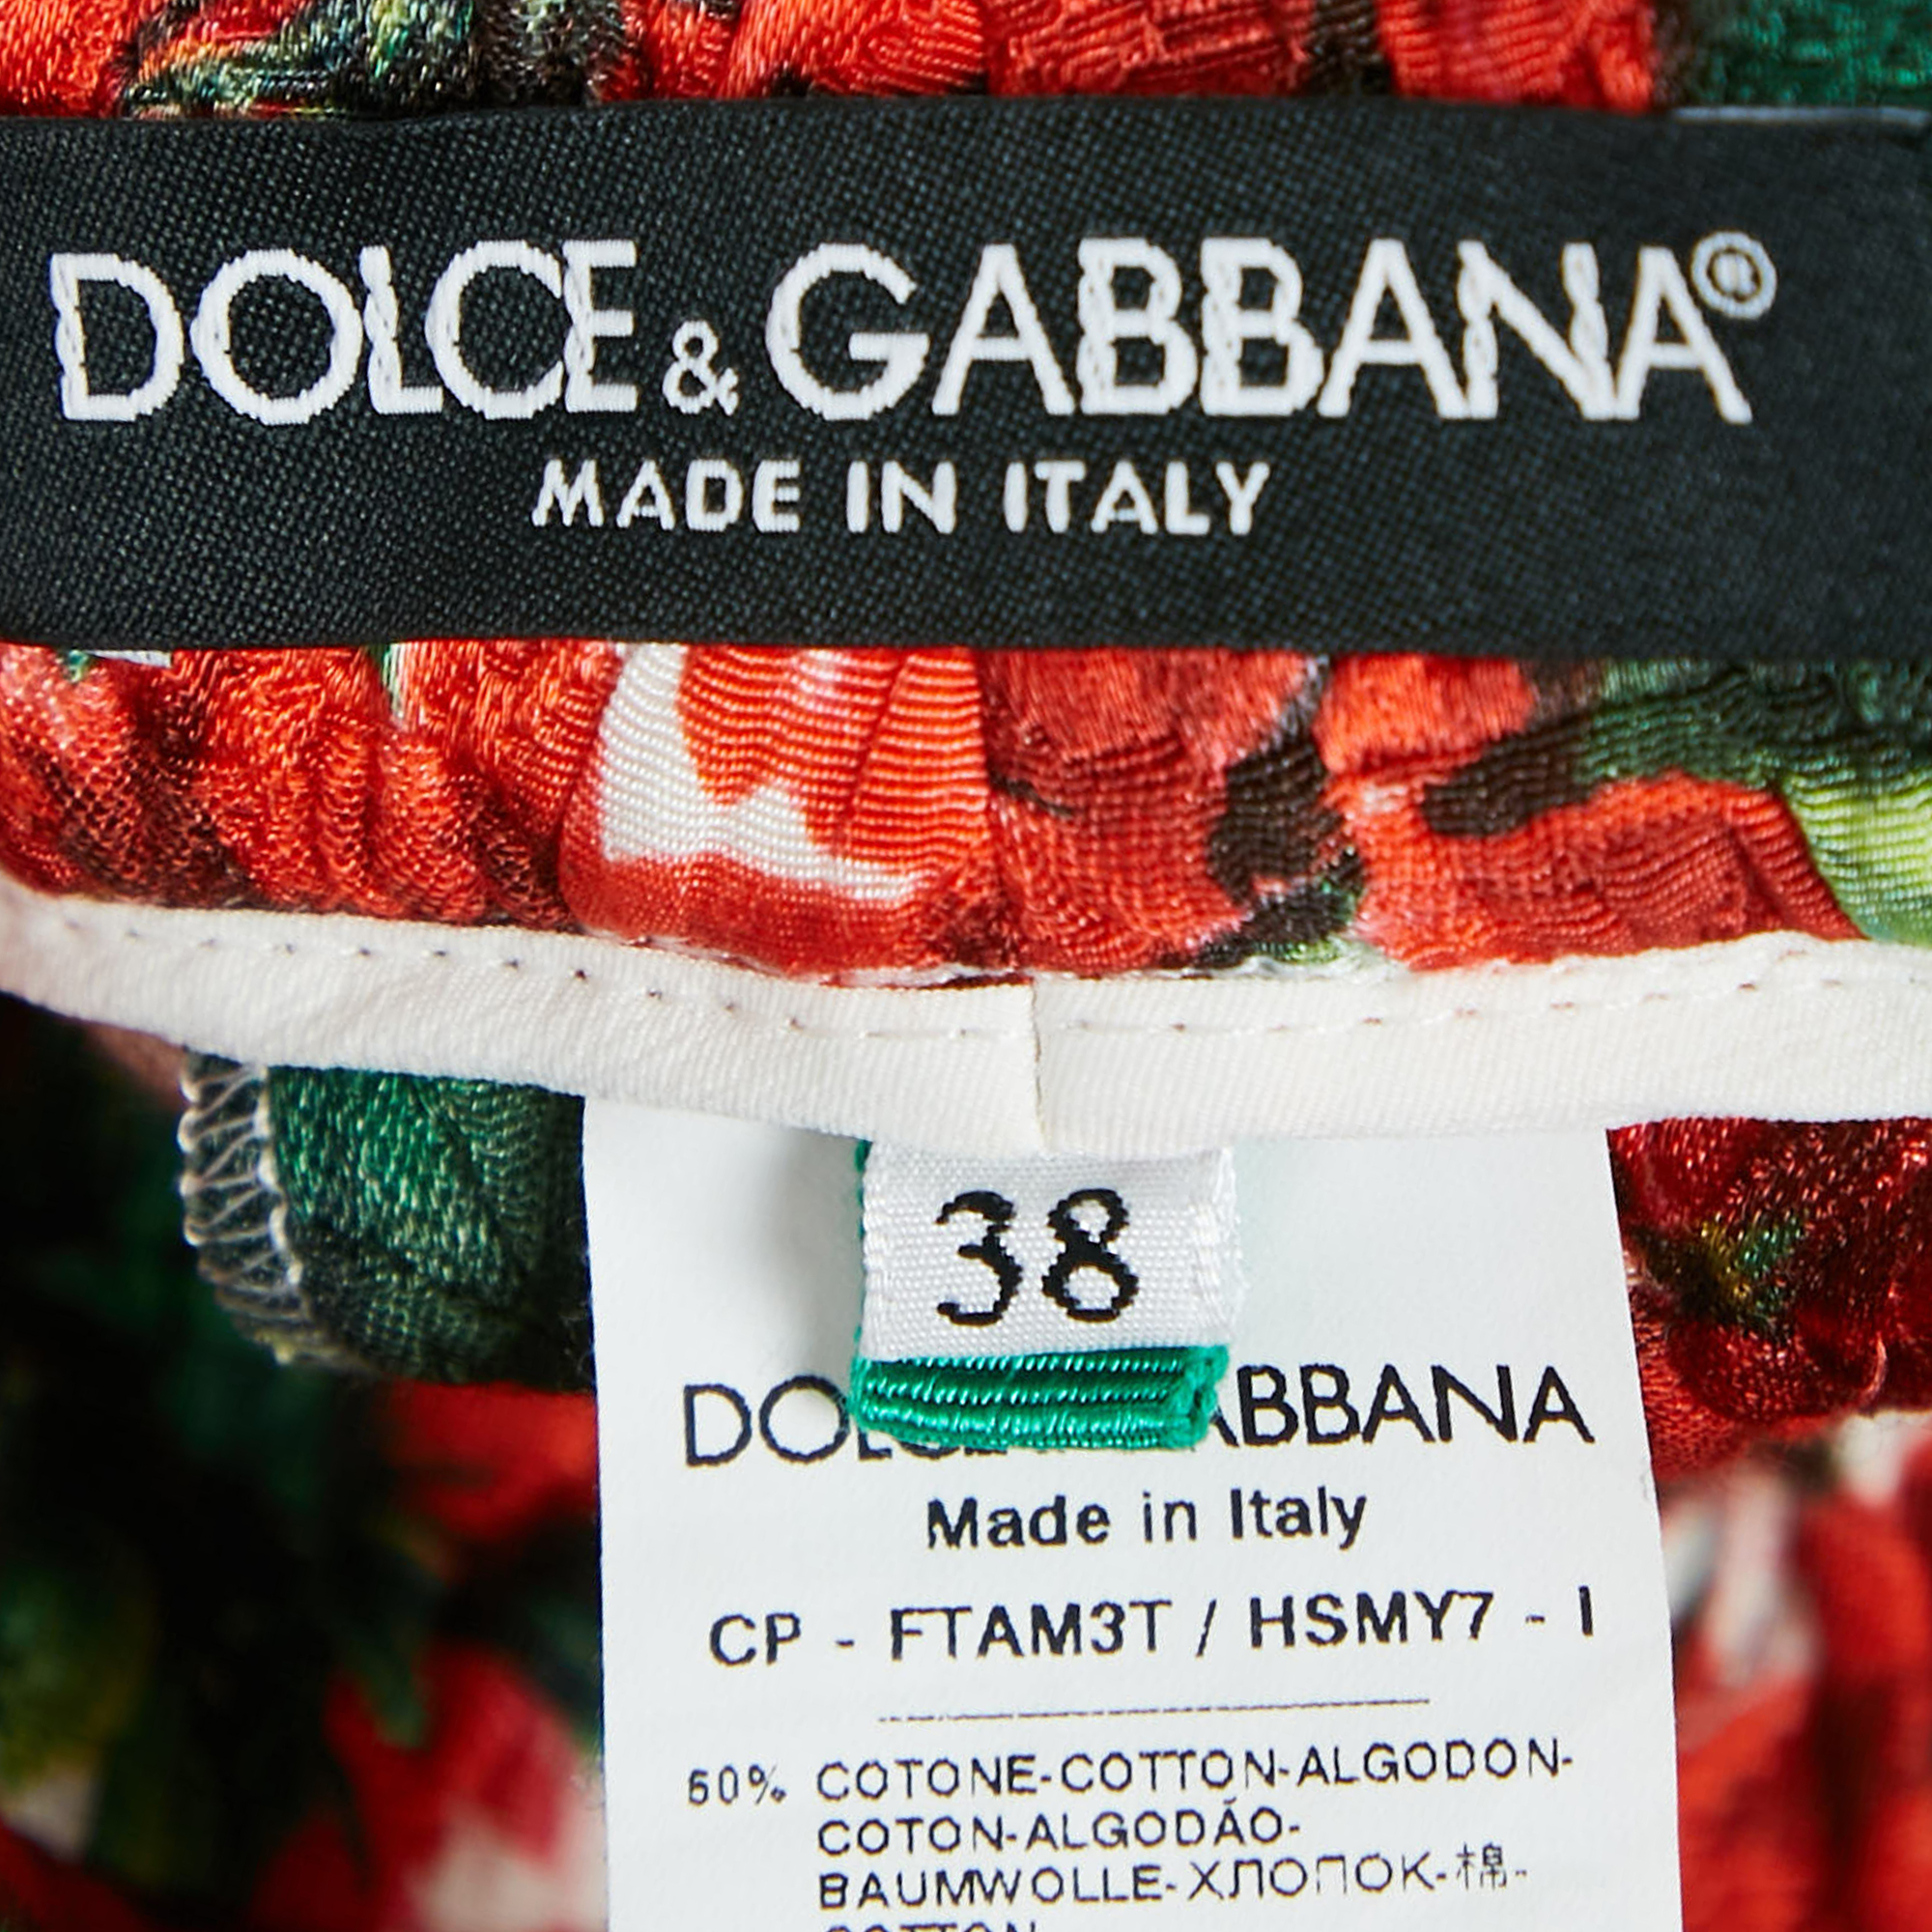 DOLCE & GABBANA®
MADE IN ITALY
38
Made in Italy
CP - FTAM3T / HSMY7 - I
COTONE-COTTON-ALGODON-
COTON-ALGODÃO-
BAUMWOLLE-ХЛОПОК-棉-
COTTON